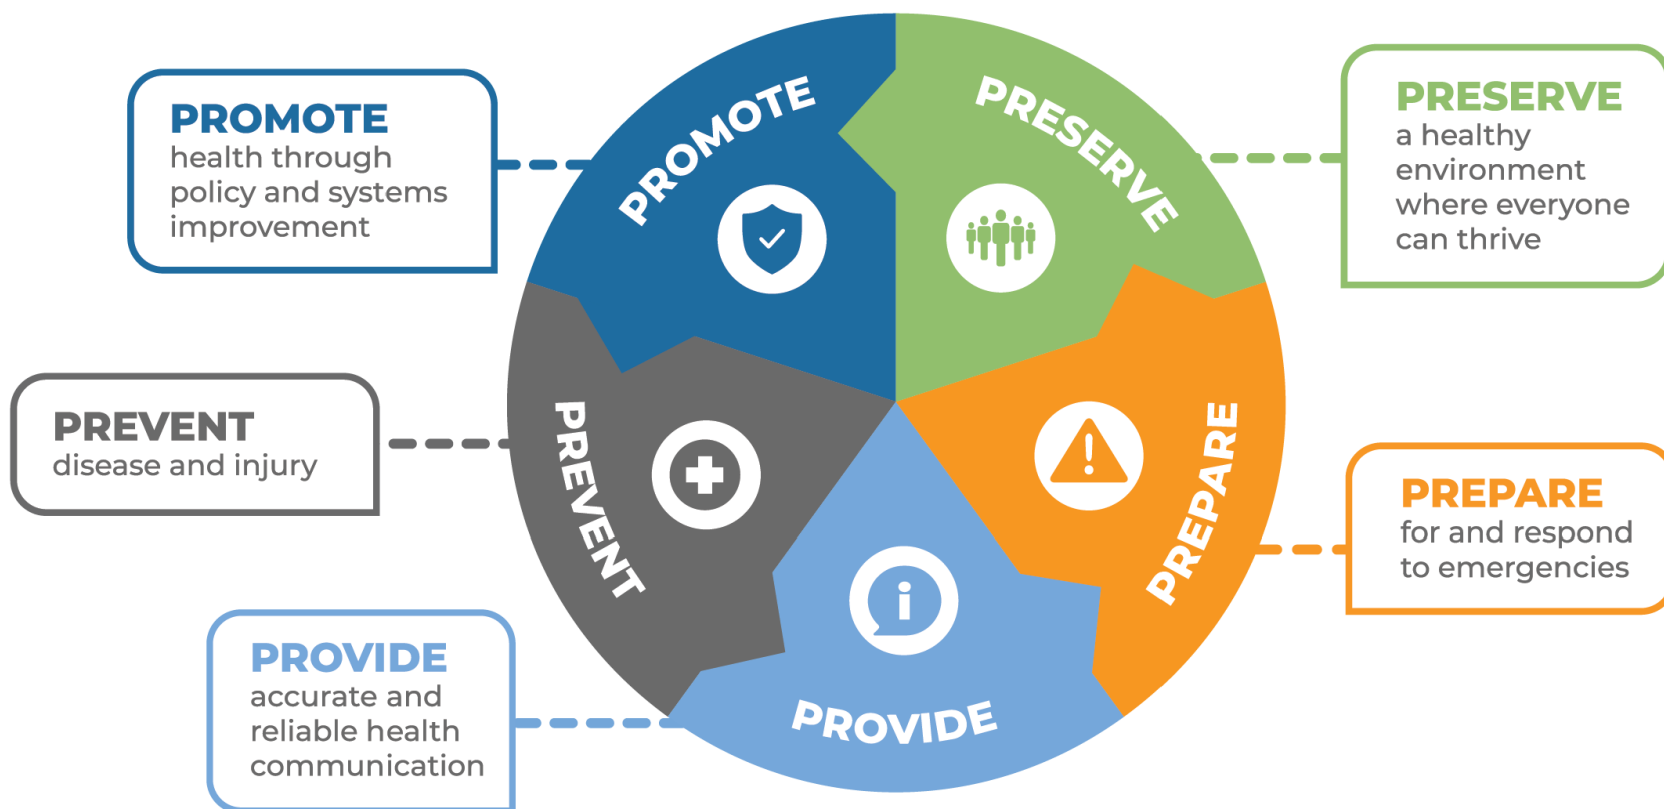 PROMOTE
health through
policy and systems
improvement
PREVENT
disease and injury
PROVIDE
accurate and
reliable health
communication
PROMOTE
PRESERVE
PREPARE
PROVIDE
PREVENT
i
PRESERVE
a healthy
environment
where everyone
can thrive
PREPARE
for and respond
to emergencies